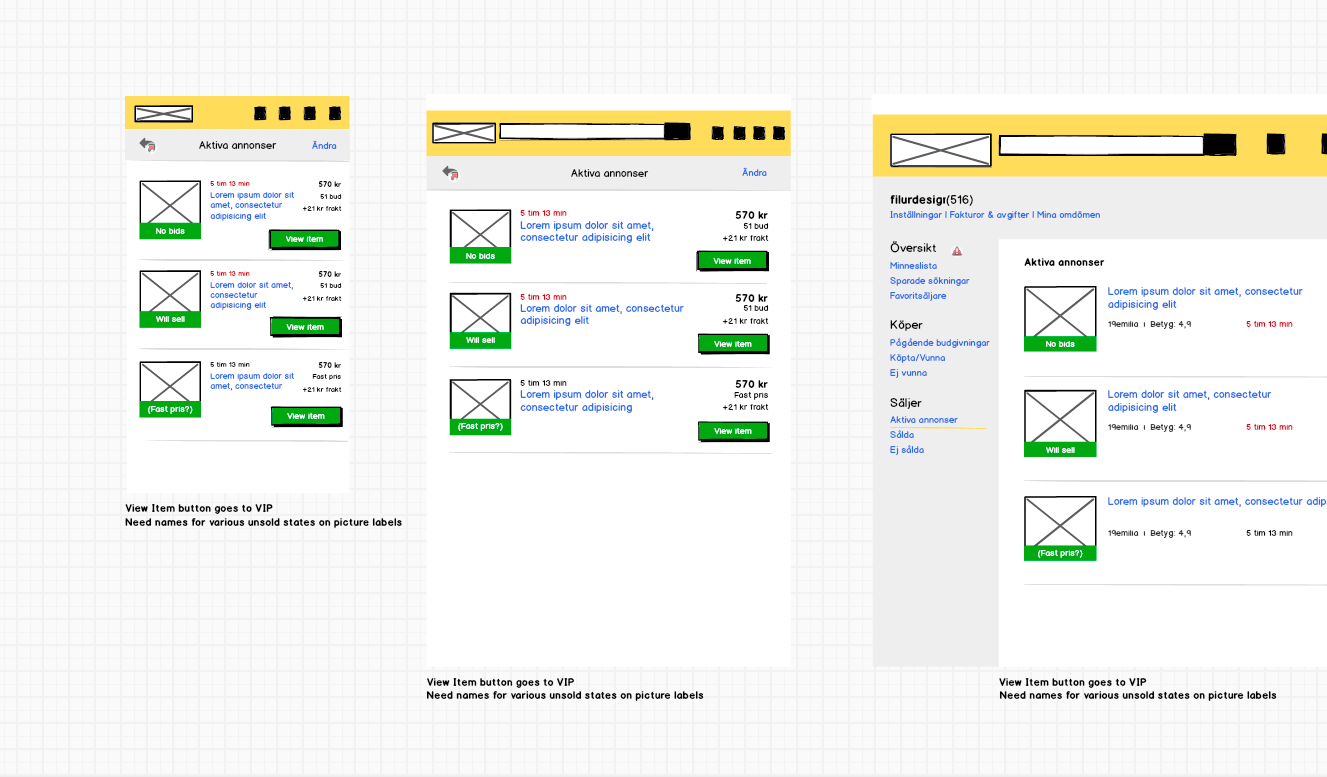 Aktiva annonser Ändra
5 tim 13 min 570 kr
Lorem ipsum dolor sit 51 bud
amet, consectetur +21 kr frakt
adipisicing elit
No bids
View item
5 tim 13 min 570 kr
Lorem ipsum dolor sit amet, 51 bud
consectetur +21 kr frakt
adipisicing elit
Will sell
View item
5 tim 13 min 570 kr
Lorem ipsum dolor sit Fast pris
amet, consectetur +21 kr frakt
(Fast pris?)
View item
View Item button goes to VIP
Need names for various unsold states on picture labels
Aktiva annonser Ändra
5 tim 13 min 570 kr
Lorem ipsum dolor sit amet, 51 bud
consectetur adipisicing elit +21 kr frakt
No bids View item
5 tim 13 min 570 kr
Lorem dolor sit amet, consectetur 51 bud
adipisicing elit +21 kr frakt
Will sell View item
5 tim 13 min 570 kr
Lorem ipsum dolor sit amet, Fast pris
consectetur adipisicing +21 kr frakt
(Fast pris?) View item
View Item button goes to VIP
Need names for various unsold states on picture labels
(516)
Inställningar | Fakturor & avgifter | Mina omdömen
Översikt
Minneslista
Sparade sökningar
Favoritsäljare
Köper
Pågående budgivningar
Köpta/Vunna
Ej vunna
Säljer
Aktiva annonser
Sålda
Ej sålda
Aktiva annonser
Lorem ipsum dolor sit amet, consectetur
adipisicing elit
19emilia | Betyg: 4,9 5 tim 13 min
No bids
Lorem dolor sit amet, consectetur
adipisicing elit
19emilia | Betyg: 4,9 5 tim 13 min
Will sell
Lorem ipsum dolor sit amet, consectetur adip
19emilia | Betyg: 4,9 5 tim 13 min
(Fast pris?)
View Item button goes to VIP
Need names for various unsold states on picture labels